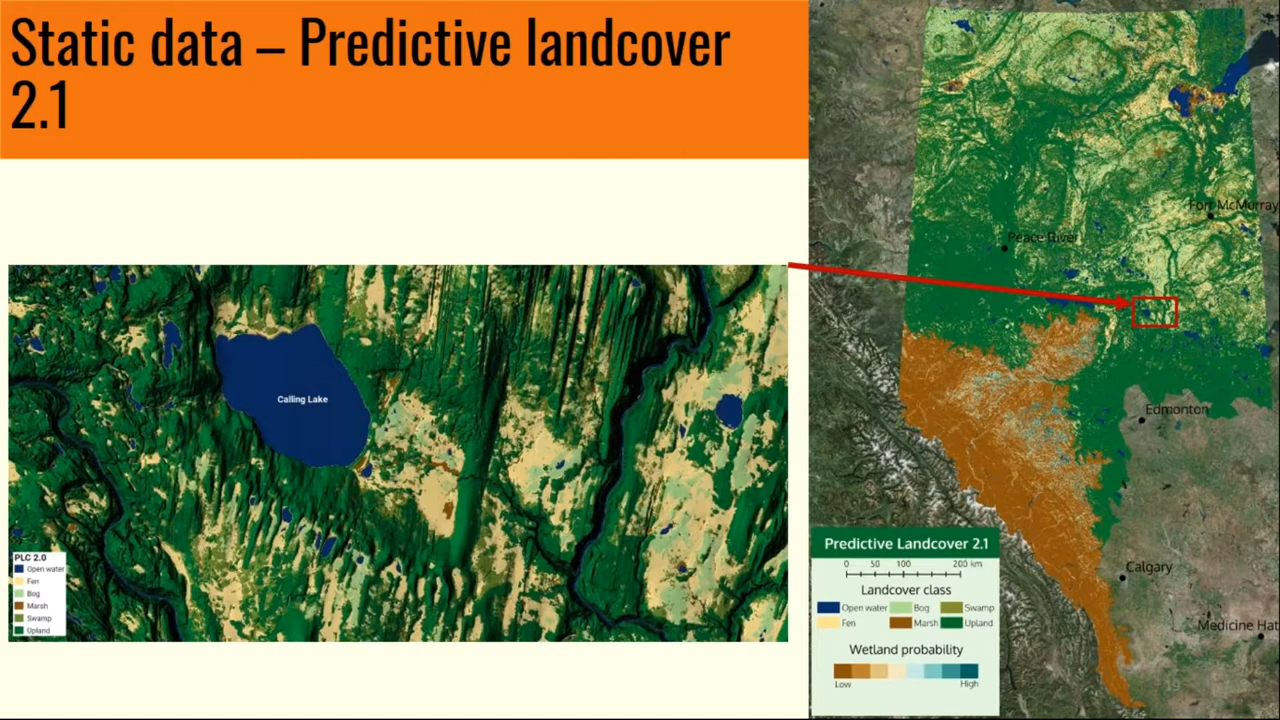 Static data – Predictive landcover
2.1
Calling Lake
PLC 2.0
Open water
Fen
Bog
Marsh
Swamp
Upland
Fort McMurray
Peace River
Edmonton
Calgary
Medicine Hat
Predictive Landcover 2.1
0 50 100 200 km
Landcover class
Open water Bog Swamp
Fen Marsh Upland
Wetland probability
Low High